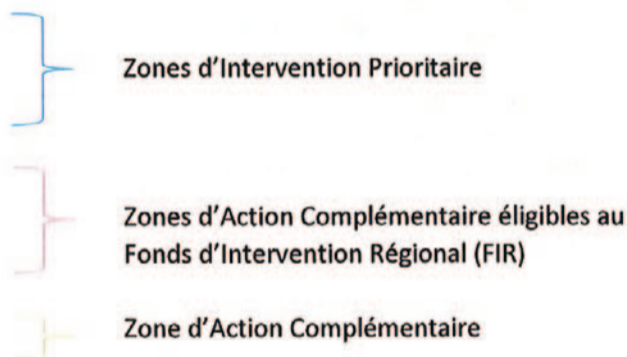 Zones d'Intervention Prioritaire
Zones d'Action Complémentaire éligibles au
Fonds d'Intervention Régional (FIR)
Zone d'Action Complémentaire